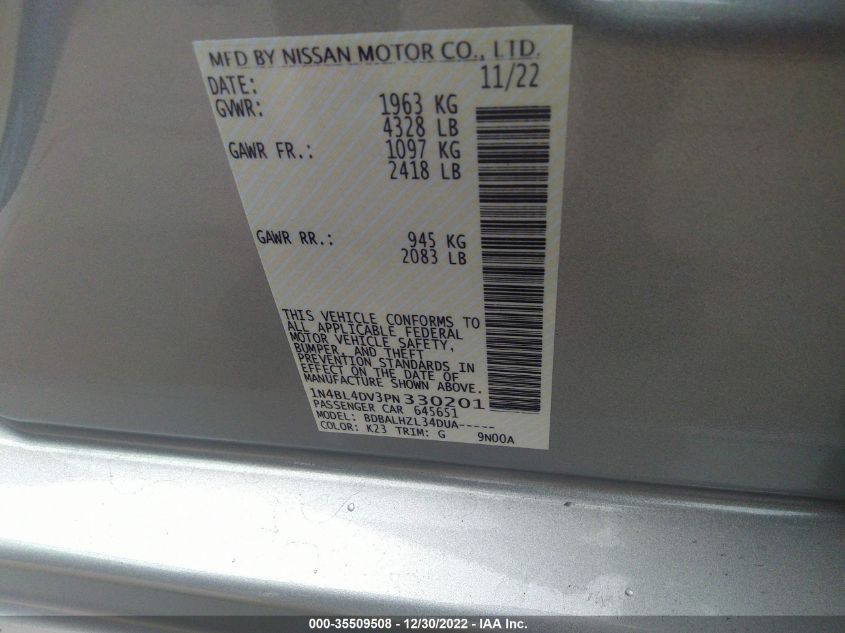 MFD BY NISSAN MOTOR CO., LTD.
DATE: 11/22
GVWR: 1963 KG
4328 LB
GAWR FR.: 1097 KG
2418 LB
GAWR RR.: 945 KG
2083 LB
THIS VEHICLE CONFORMS TO
ALL APPLICABLE FEDERAL
MOTOR VEHICLE SAFETY,
BUMPER, AND THEFT
PREVENTION STANDARDS IN
EFFECT ON THE DATE OF
MANUFACTURE SHOWN ABOVE.
1N4BL4DV3PN330201
PASSENGER CAR 645651
MODEL: BDBALHZL34DUA-----
COLOR: K23 TRIM: G 9N00A
000-35509508 - 12/30/2022 - IAA Inc.